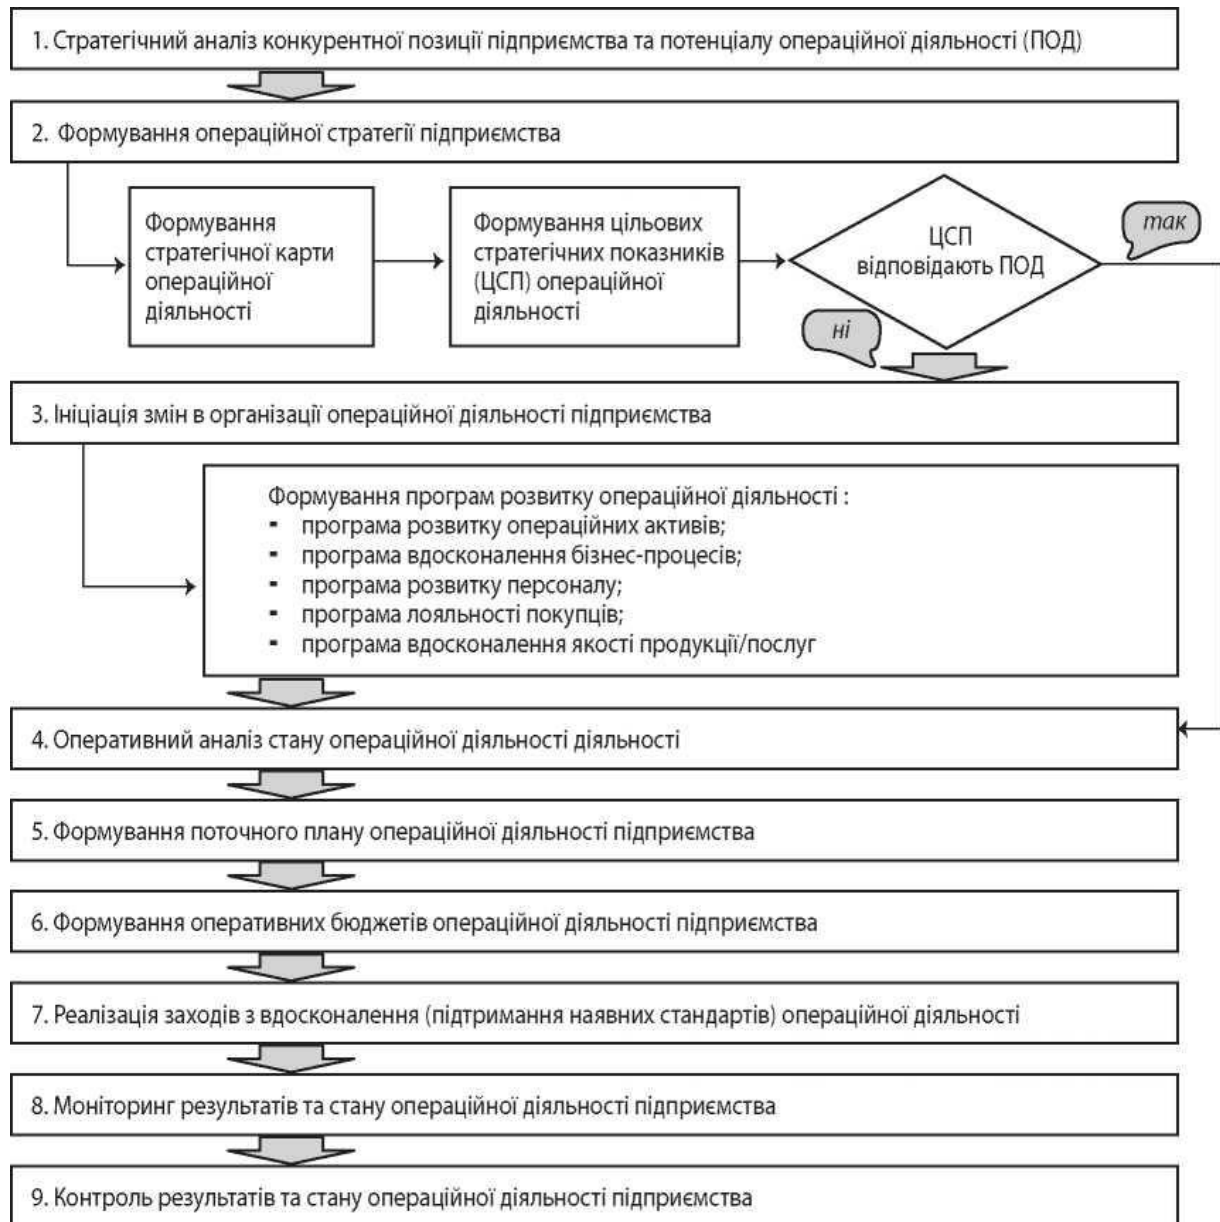 1. Стратегічний аналіз конкурентної позиції підприємства та потенціалу операційної діяльності (ПОД)
2. Формування операційної стратегії підприємства
Формування
стратегічної карти
операційної
діяльності
Формування цільових
стратегічних показників
(ЦСП) операційної
діяльності
ЦСП
відповідають ПОД
так
ні
3. Ініціація змін в організації операційної діяльності підприємства
Формування програм розвитку операційної діяльності :
▪ програма розвитку операційних активів;
▪ програма вдосконалення бізнес-процесів;
▪ програма розвитку персоналу;
▪ програма лояльності покупців;
▪ програма вдосконалення якості продукції/послуг
4. Оперативний аналіз стану операційної діяльності діяльності
5. Формування поточного плану операційної діяльності підприємства
6. Формування оперативних бюджетів операційної діяльності підприємства
7. Реалізація заходів з вдосконалення (підтримання наявних стандартів) операційної діяльності
8. Моніторинг результатів та стану операційної діяльності підприємства
9. Контроль результатів та стану операційної діяльності підприємства